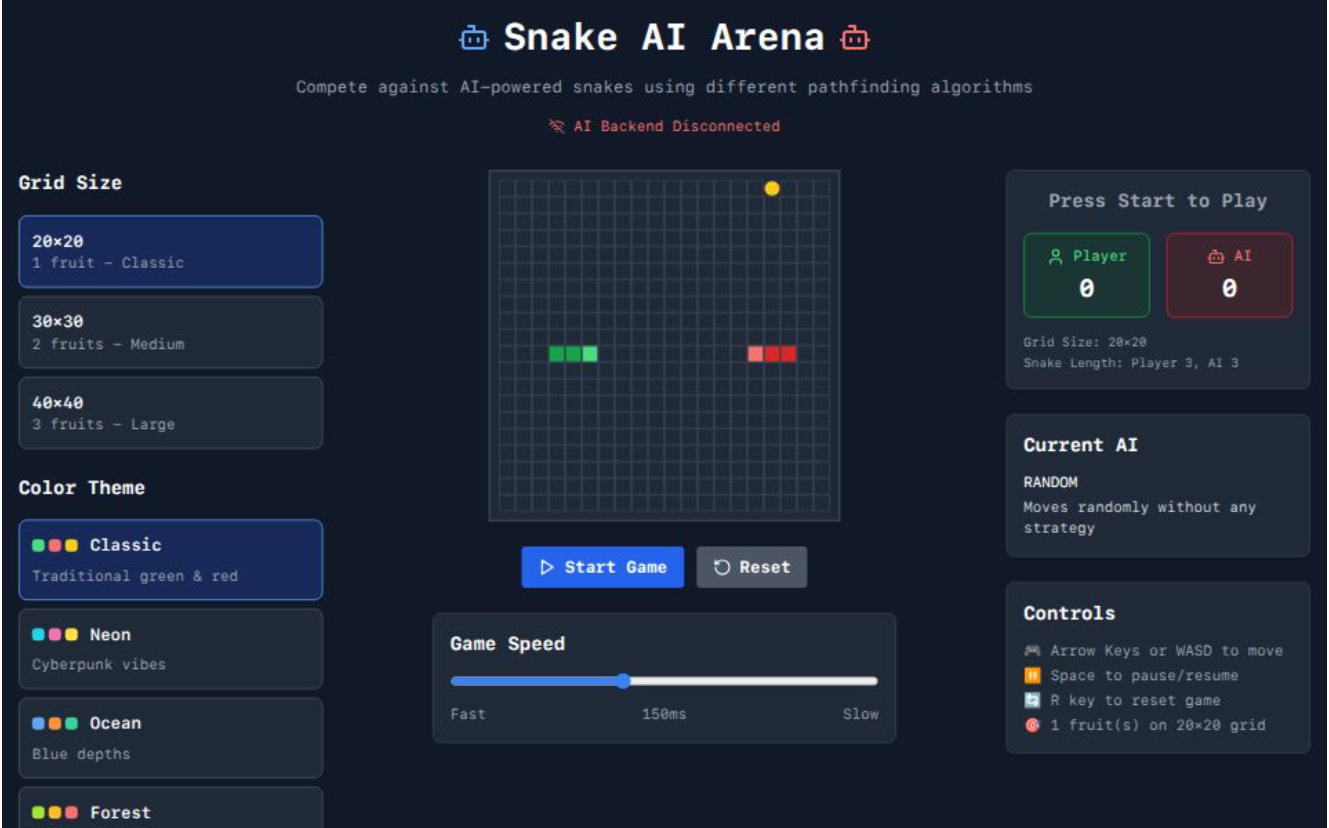 Snake AI Arena
Compete against AI-powered snakes using different pathfinding algorithms
AI Backend Disconnected
Grid Size
20×20
1 fruit - Classic
30×30
2 fruits - Medium
40×40
3 fruits - Large
Color Theme
Classic
Traditional green & red
Neon
Cyberpunk vibes
Ocean
Blue depths
Forest
Start Game
Reset
Game Speed
Fast 150ms Slow
Press Start to Play
Player
0
AI
0
Grid Size: 20×20
Snake Length: Player 3, AI 3
Current AI
RANDOM
Moves randomly without any
strategy
Controls
🎮 Arrow Keys or WASD to move
⏸️ Space to pause/resume
🔄 R key to reset game
🎯 1 fruit(s) on 20×20 grid